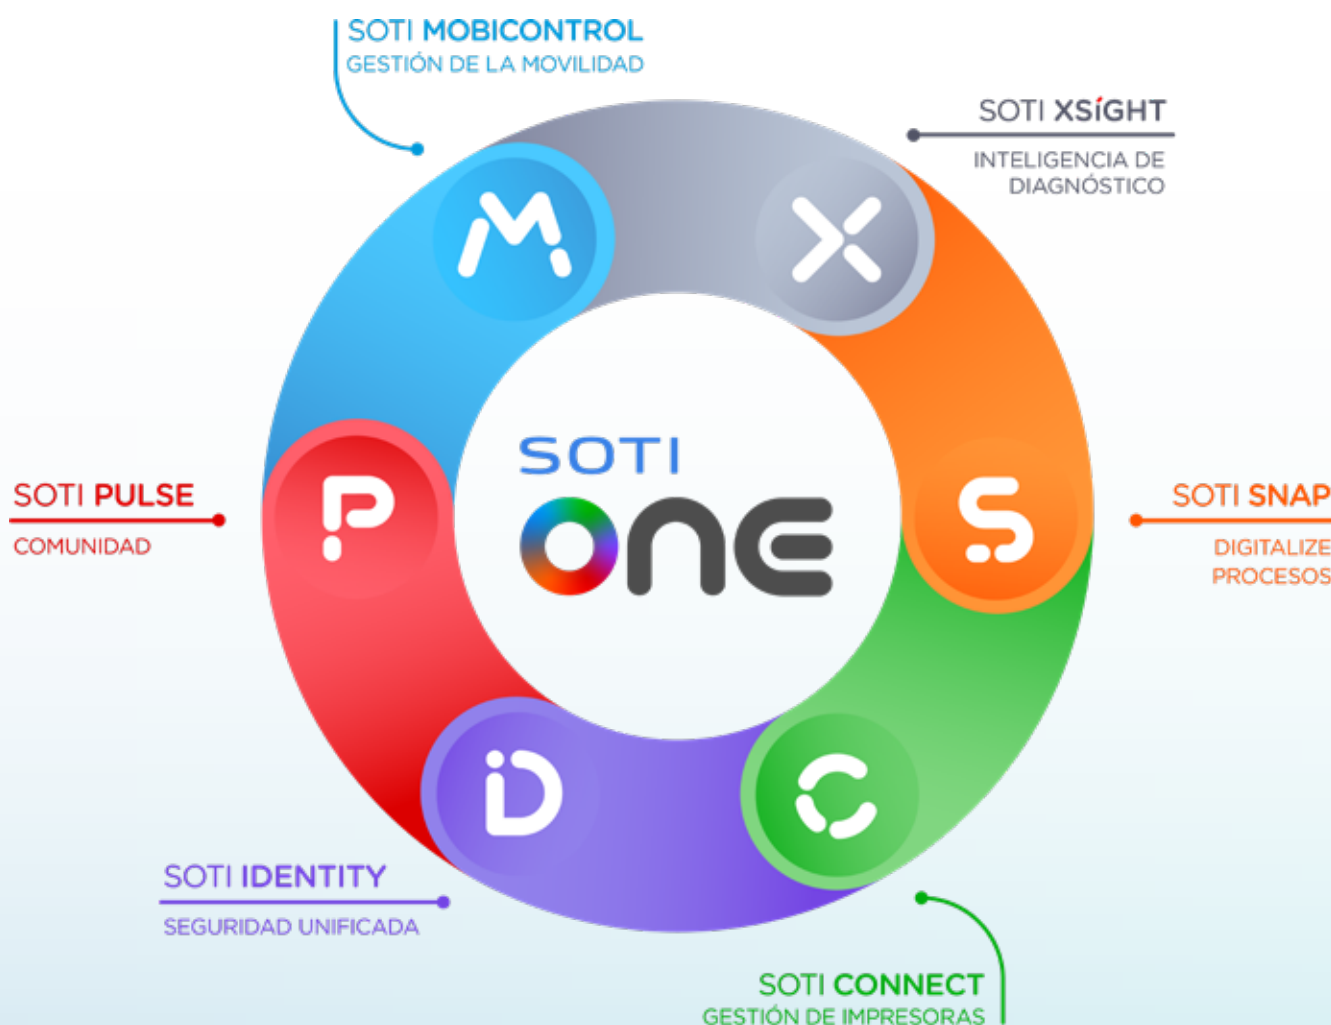 SOTI MOBICONTROL
GESTIÓN DE LA MOVILIDAD
SOTI XSíGHT
INTELIGENCIA DE
DIAGNÓSTICO
M
X
SOTI
ONE
SOTI PULSE
COMUNIDAD
P
S
SOTI SNAP
DIGITALIZE
PROCESOS
iD
C
SOTI IDENTITY
SEGURIDAD UNIFICADA
SOTI CONNECT
GESTIÓN DE IMPRESORAS